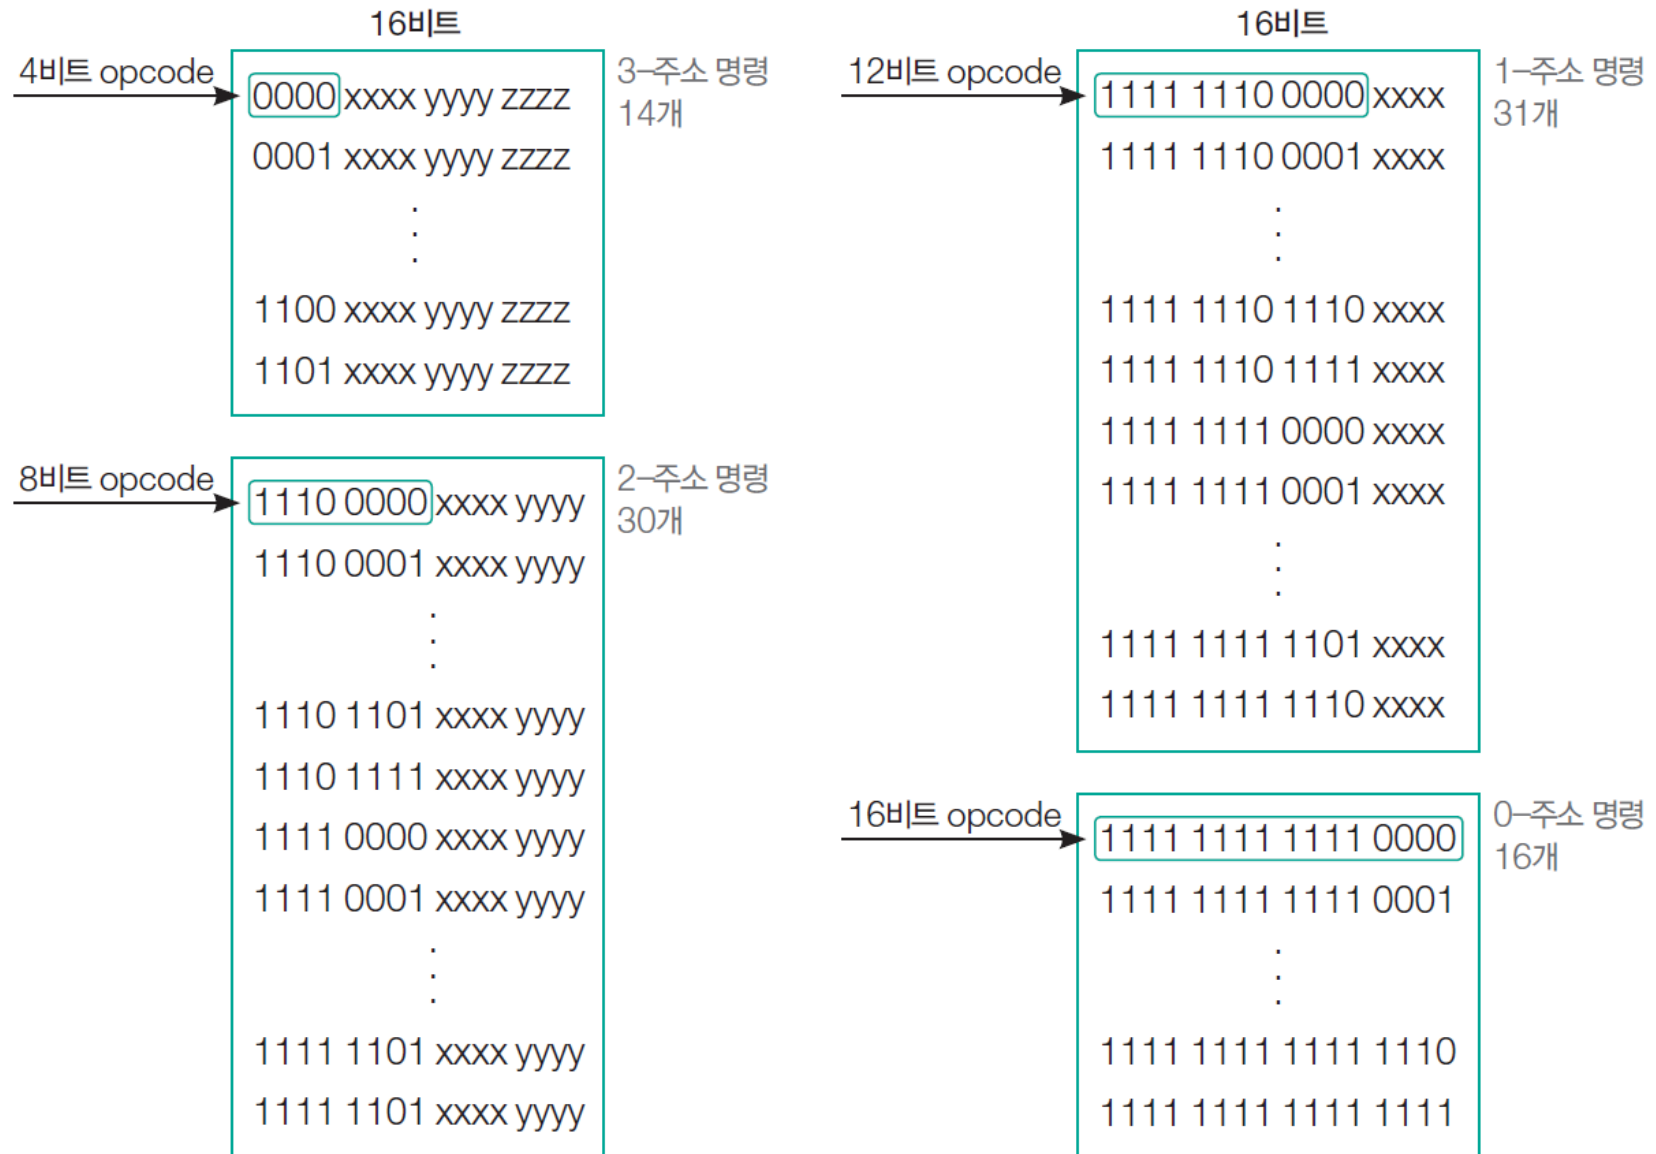 16비트
4비트 opcode
0000 xxxx yyyy zzzz
3-주소 명령
14개
0001 xxxx yyyy zzzz
.
.
.
1100 xxxx yyyy zzzz
1101 xxxx yyyy zzzz
8비트 opcode
1110 0000 xxxx yyyy
2-주소 명령
30개
1110 0001 xxxx yyyy
.
.
.
1110 1101 xxxx yyyy
1110 1111 xxxx yyyy
1111 0000 xxxx yyyy
1111 0001 xxxx yyyy
.
.
.
1111 1101 xxxx yyyy
1111 1101 xxxx yyyy
16비트
12비트 opcode
1111 1110 0000 xxxx
1-주소 명령
31개
1111 1110 0001 xxxx
.
.
.
1111 1110 1110 xxxx
1111 1110 1111 xxxx
1111 1111 0000 xxxx
1111 1111 0001 xxxx
.
.
.
1111 1111 1101 xxxx
1111 1111 1110 xxxx
16비트 opcode
1111 1111 1111 0000
0-주소 명령
16개
1111 1111 1111 0001
.
.
.
1111 1111 1111 1110
1111 1111 1111 1111